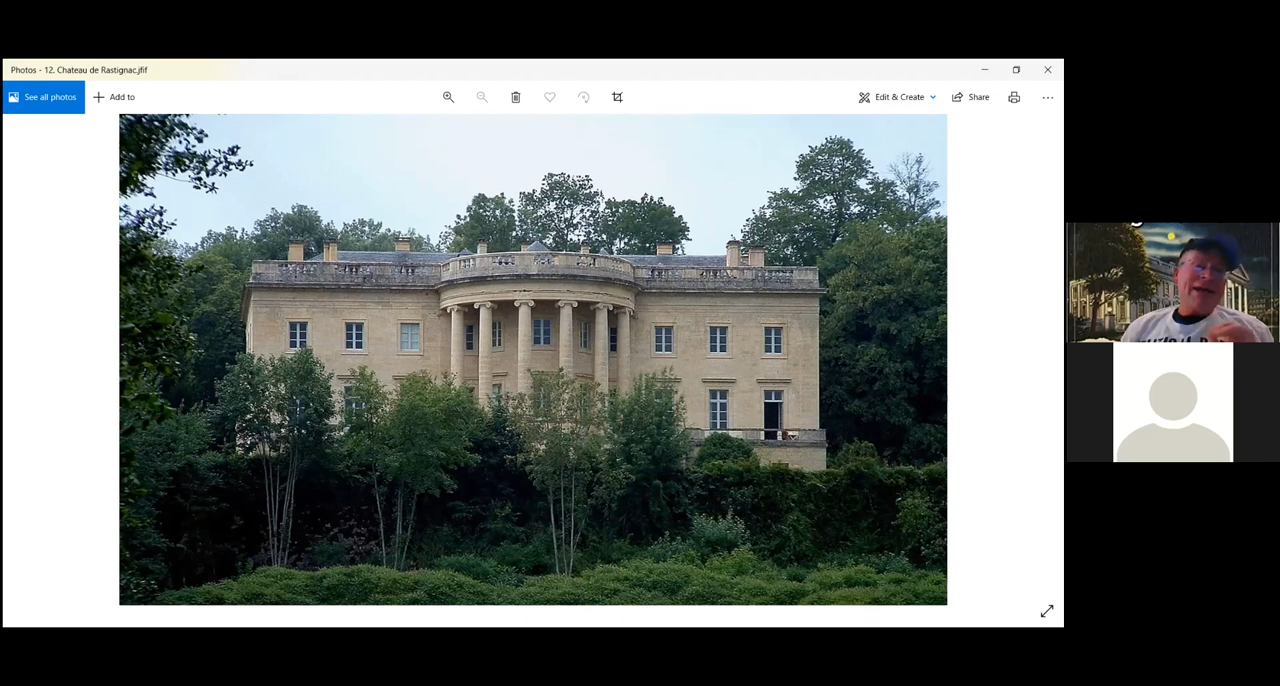 Photos - 12. Chateau de Rastignac.jfif
See all photos
Add to
Edit & Create
Share